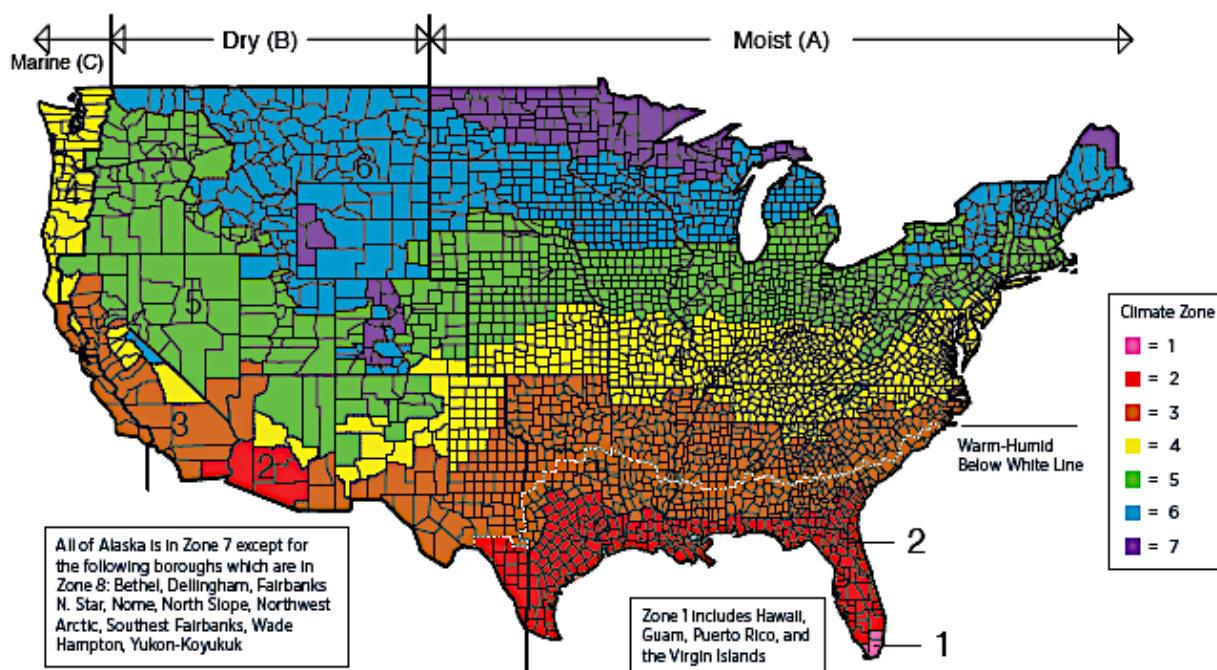 Marine (C)
Dry (B)
Moist (A)
6
6
5
3
2
2
Climate Zone
= 1
= 2
= 3
= 4
= 5
= 6
= 7
Warm-Humid
Below White Line
2
1
All of Alaska is in Zone 7 except for
the following boroughs which are in
Zone 8: Bethel, Dellingham, Fairbanks
N. Star, Nome, North Slope, Northwest
Arctic, Southest Fairbanks, Wade
Hampton, Yukon-Koyukuk
Zone 1 includes Hawaii,
Guam, Puerto Rico, and
the Virgin Islands